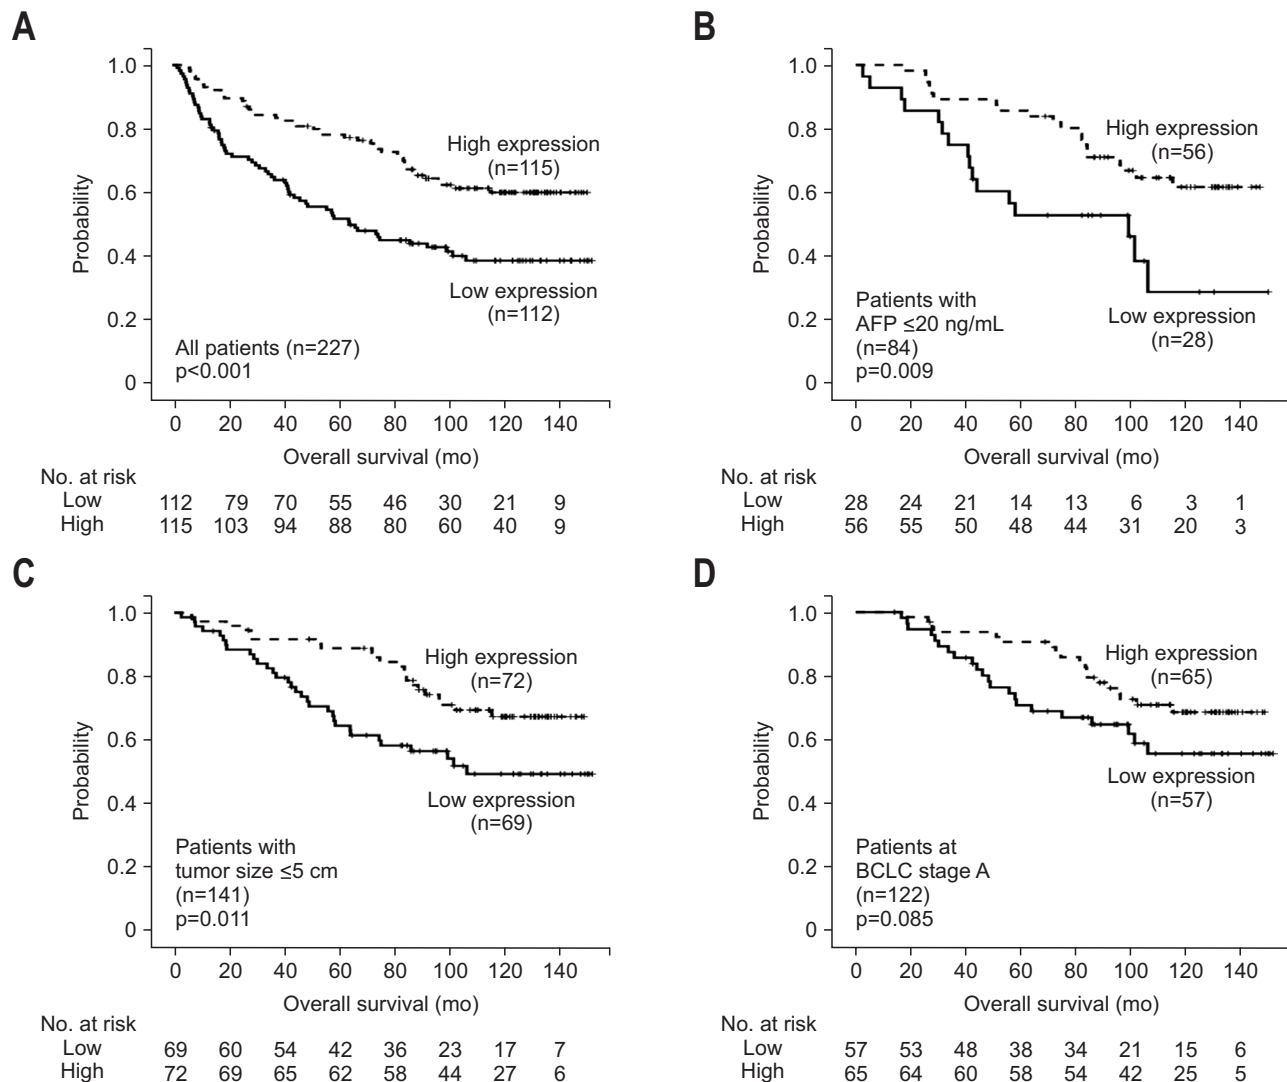 A
1.0
0.8
0.6
0.4
0.2
0
Probability
High expression
(n=115)
Low expression
(n=112)
All patients (n=227)
p<0.001
0 20 40 60 80 100 120 140
Overall survival (mo)
No. at risk
Low 112 79 70 55 46 30 21 9
High 115 103 94 88 80 60 40 9
B
1.0
0.8
0.6
0.4
0.2
0
Probability
High expression
(n=56)
Low expression
(n=28)
Patients with
AFP ≤20 ng/mL
(n=84)
p=0.009
0 20 40 60 80 100 120 140
Overall survival (mo)
No. at risk
Low 28 24 21 14 13 6 3 1
High 56 55 50 48 44 31 20 3
C
1.0
0.8
0.6
0.4
0.2
0
Probability
High expression
(n=72)
Low expression
(n=69)
Patients with
tumor size ≤5 cm
(n=141)
p=0.011
0 20 40 60 80 100 120 140
Overall survival (mo)
No. at risk
Low 69 60 54 42 36 23 17 7
High 72 69 65 62 58 44 27 6
D
1.0
0.8
0.6
0.4
0.2
0
Probability
High expression
(n=65)
Low expression
(n=57)
Patients at
BCLC stage A
(n=122)
p=0.085
0 20 40 60 80 100 120 140
Overall survival (mo)
No. at risk
Low 57 53 48 38 34 21 15 6
High 65 64 60 58 54 42 25 5